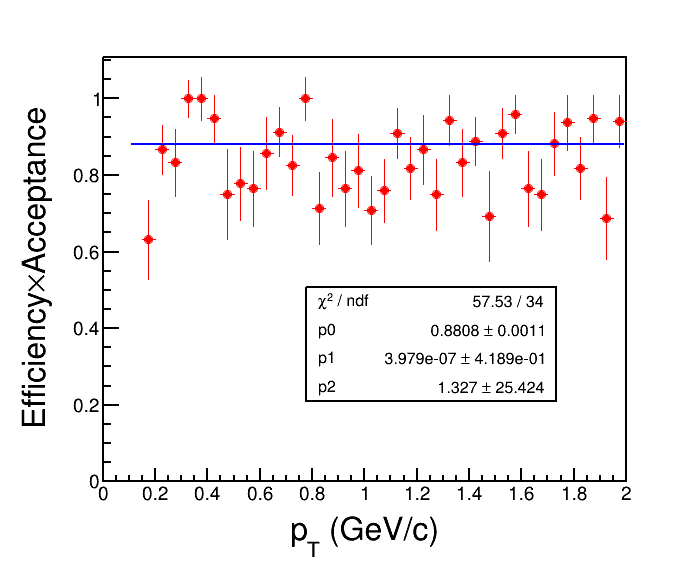 Efficiency×Acceptance
1
0.8
0.6
0.4
0.2
0
χ² / ndf 57.53 / 34
p0 0.8808 ± 0.0011
p1 3.979e-07 ± 4.189e-01
p2 1.327 ± 25.424
0 0.2 0.4 0.6 0.8 1 1.2 1.4 1.6 1.8 2
p_T (GeV/c)